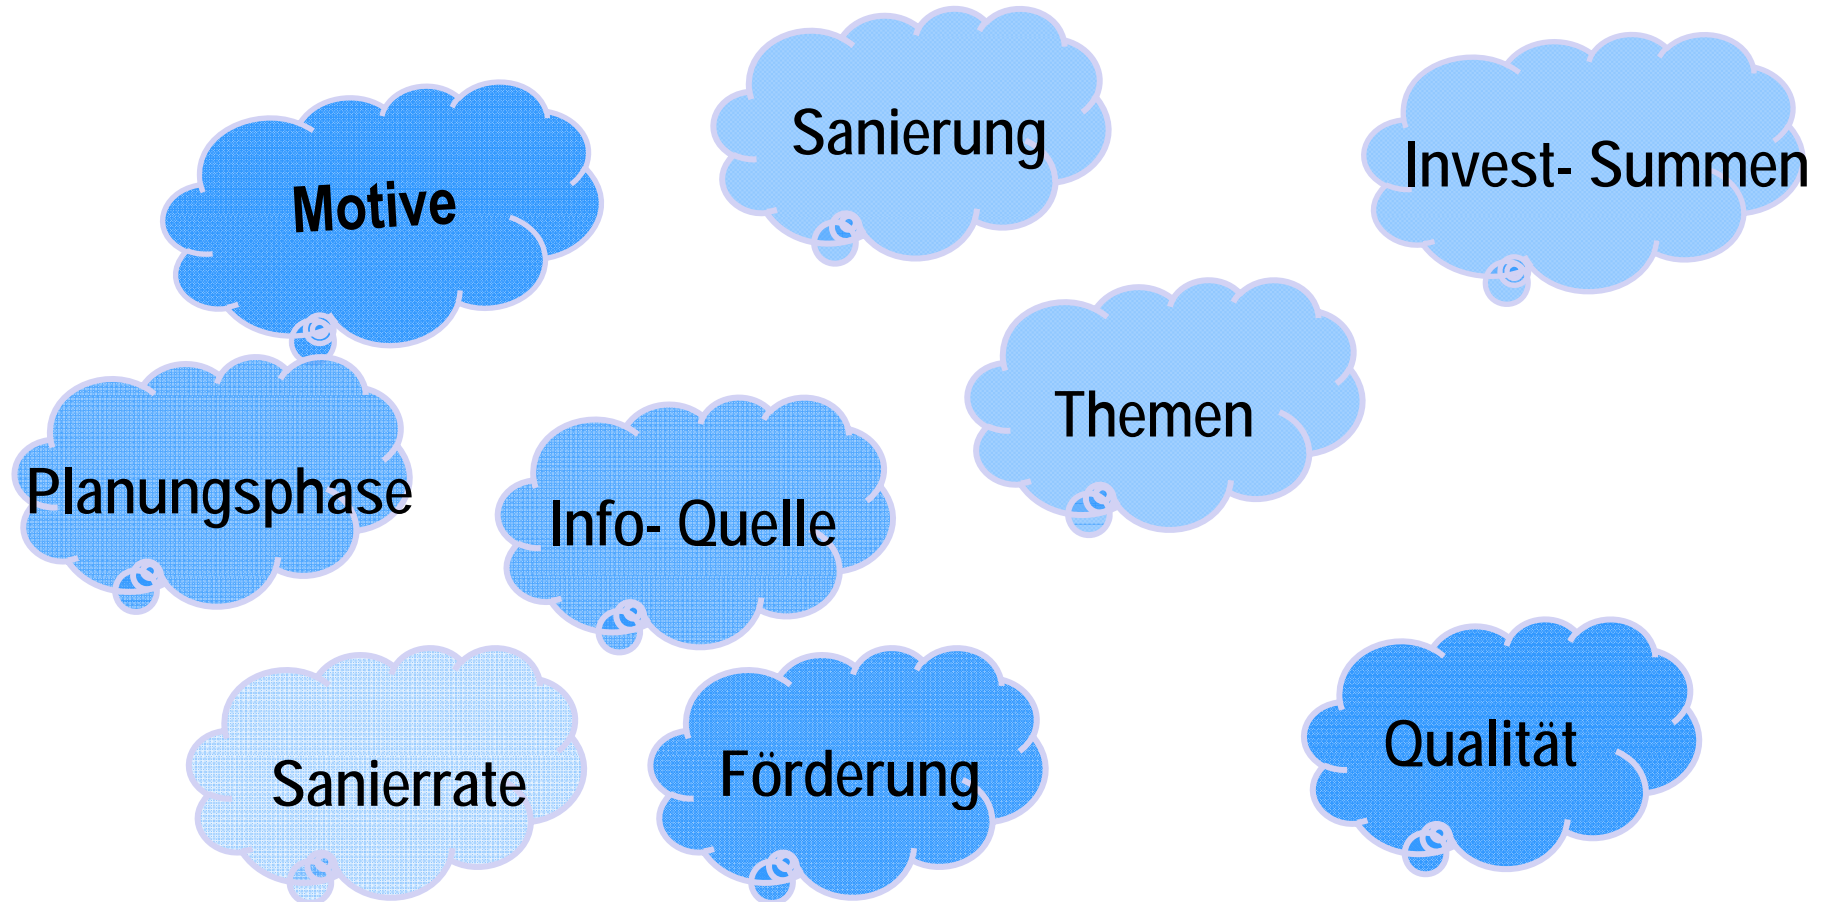 Sanierung
Invest- Summen
Motive
Themen
Planungsphase
Info- Quelle
Qualität
Sanierrate
Förderung